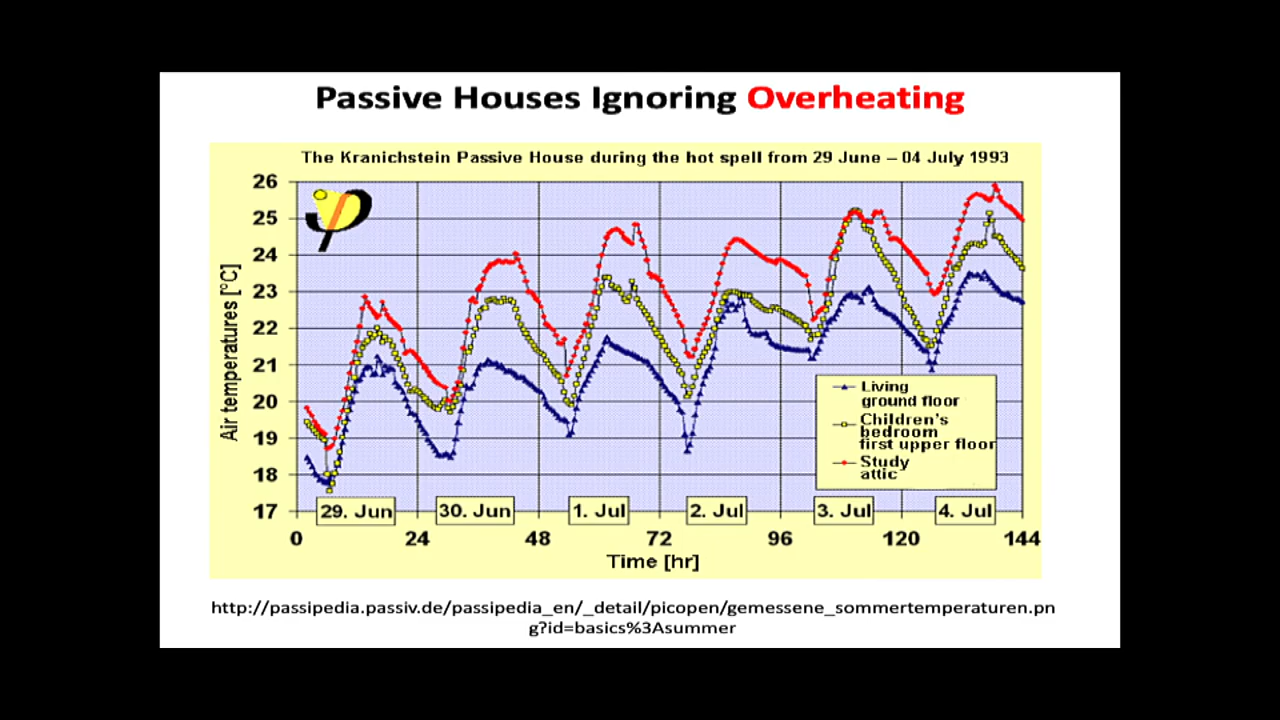 Passive Houses Ignoring Overheating
The Kranichstein Passive House during the hot spell from 29 June – 04 July 1993
26
25
24
23
22
21
20
19
18
17
Air temperatures [°C]
Living
ground floor
Children's
bedroom
first upper floor
Study
attic
29. Jun 30. Jun 1. Jul 2. Jul 3. Jul 4. Jul
0 24 48 72 96 120 144
Time [hr]
http://passipedia.passiv.de/passipedia_en/_detail/picopen/gemessene_sommertemperaturen.pn
g?id=basics%3Asummer